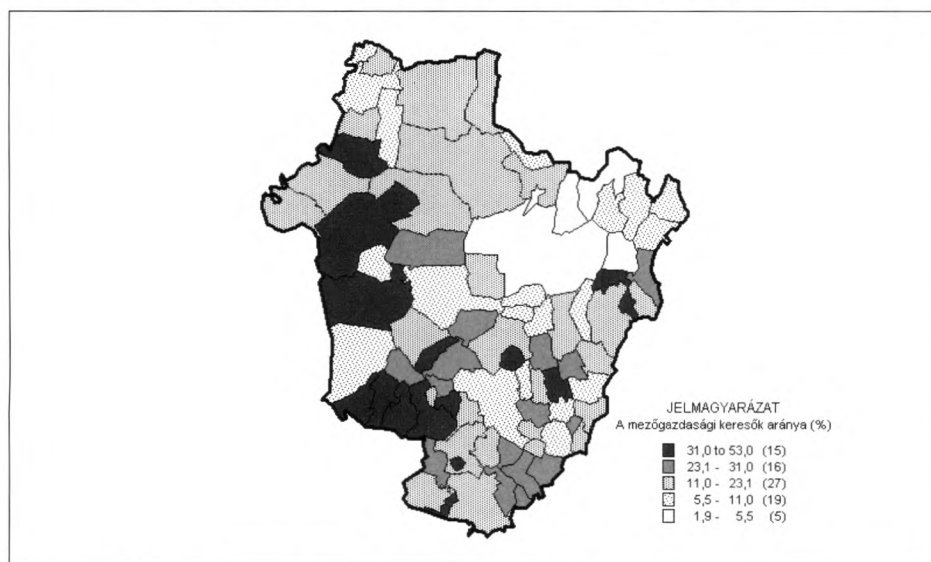 JELMAGYARÁZAT
A mezőgazdasági keresők aránya (%)
31,0 to 53,0 (15)
23,1 - 31,0 (16)
11,0 - 23,1 (27)
5,5 - 11,0 (19)
1,9 - 5,5 (5)